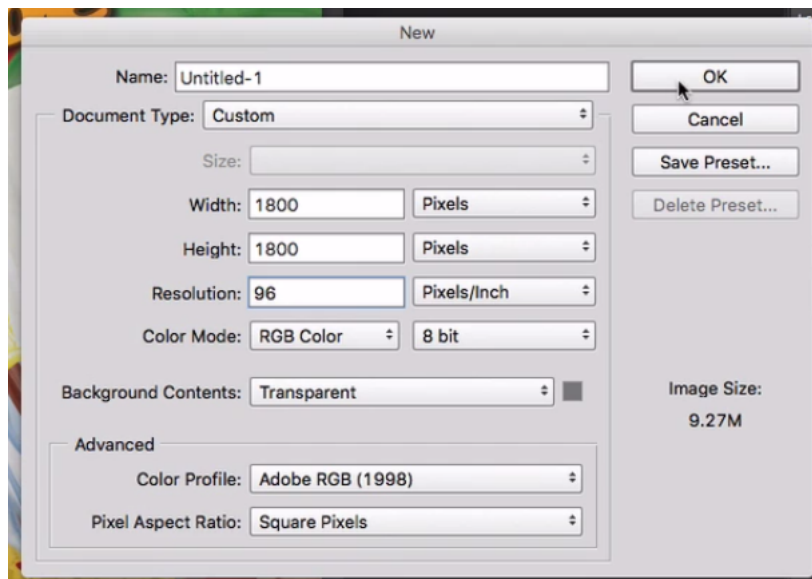 New
Name: Untitled-1
OK
Document Type: Custom
Cancel
Size:
Save Preset...
Width: 1800 Pixels
Delete Preset...
Height: 1800 Pixels
Resolution: 96 Pixels/Inch
Color Mode: RGB Color 8 bit
Background Contents: Transparent
Image Size:
9.27M
Advanced
Color Profile: Adobe RGB (1998)
Pixel Aspect Ratio: Square Pixels